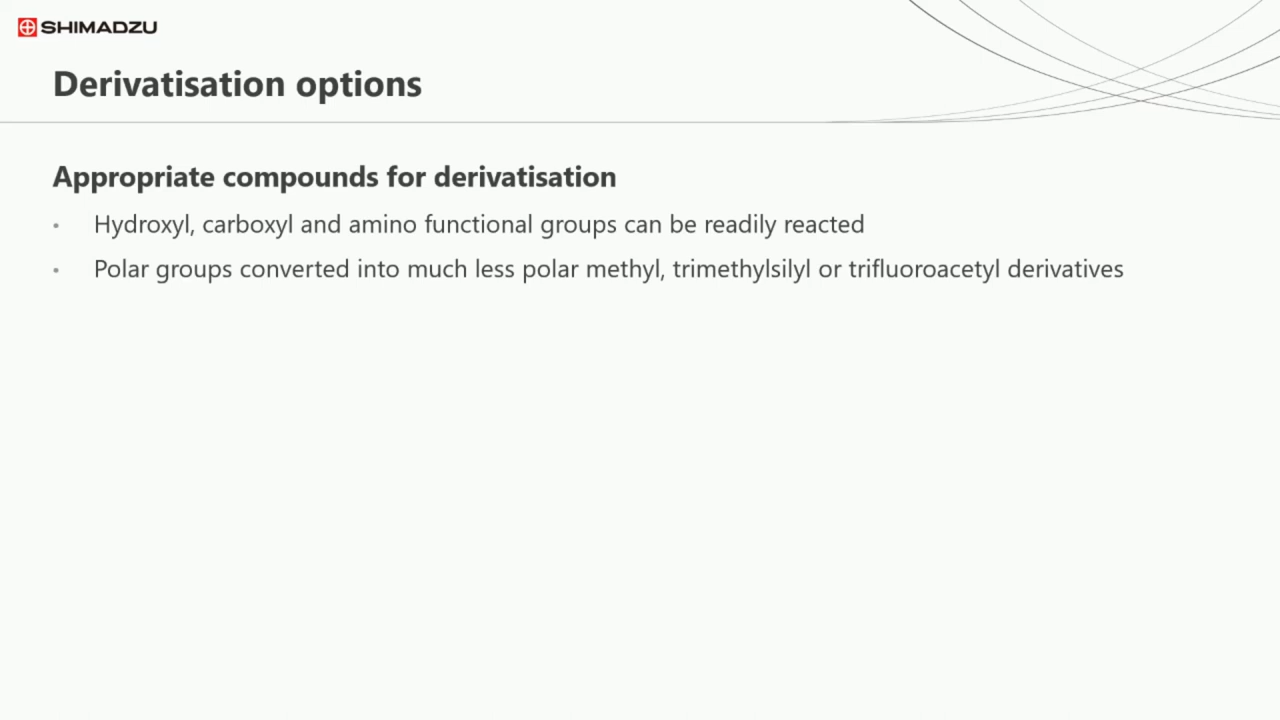 SHIMADZU
Derivatisation options
Appropriate compounds for derivatisation
• Hydroxyl, carboxyl and amino functional groups can be readily reacted
• Polar groups converted into much less polar methyl, trimethylsilyl or trifluoroacetyl derivatives